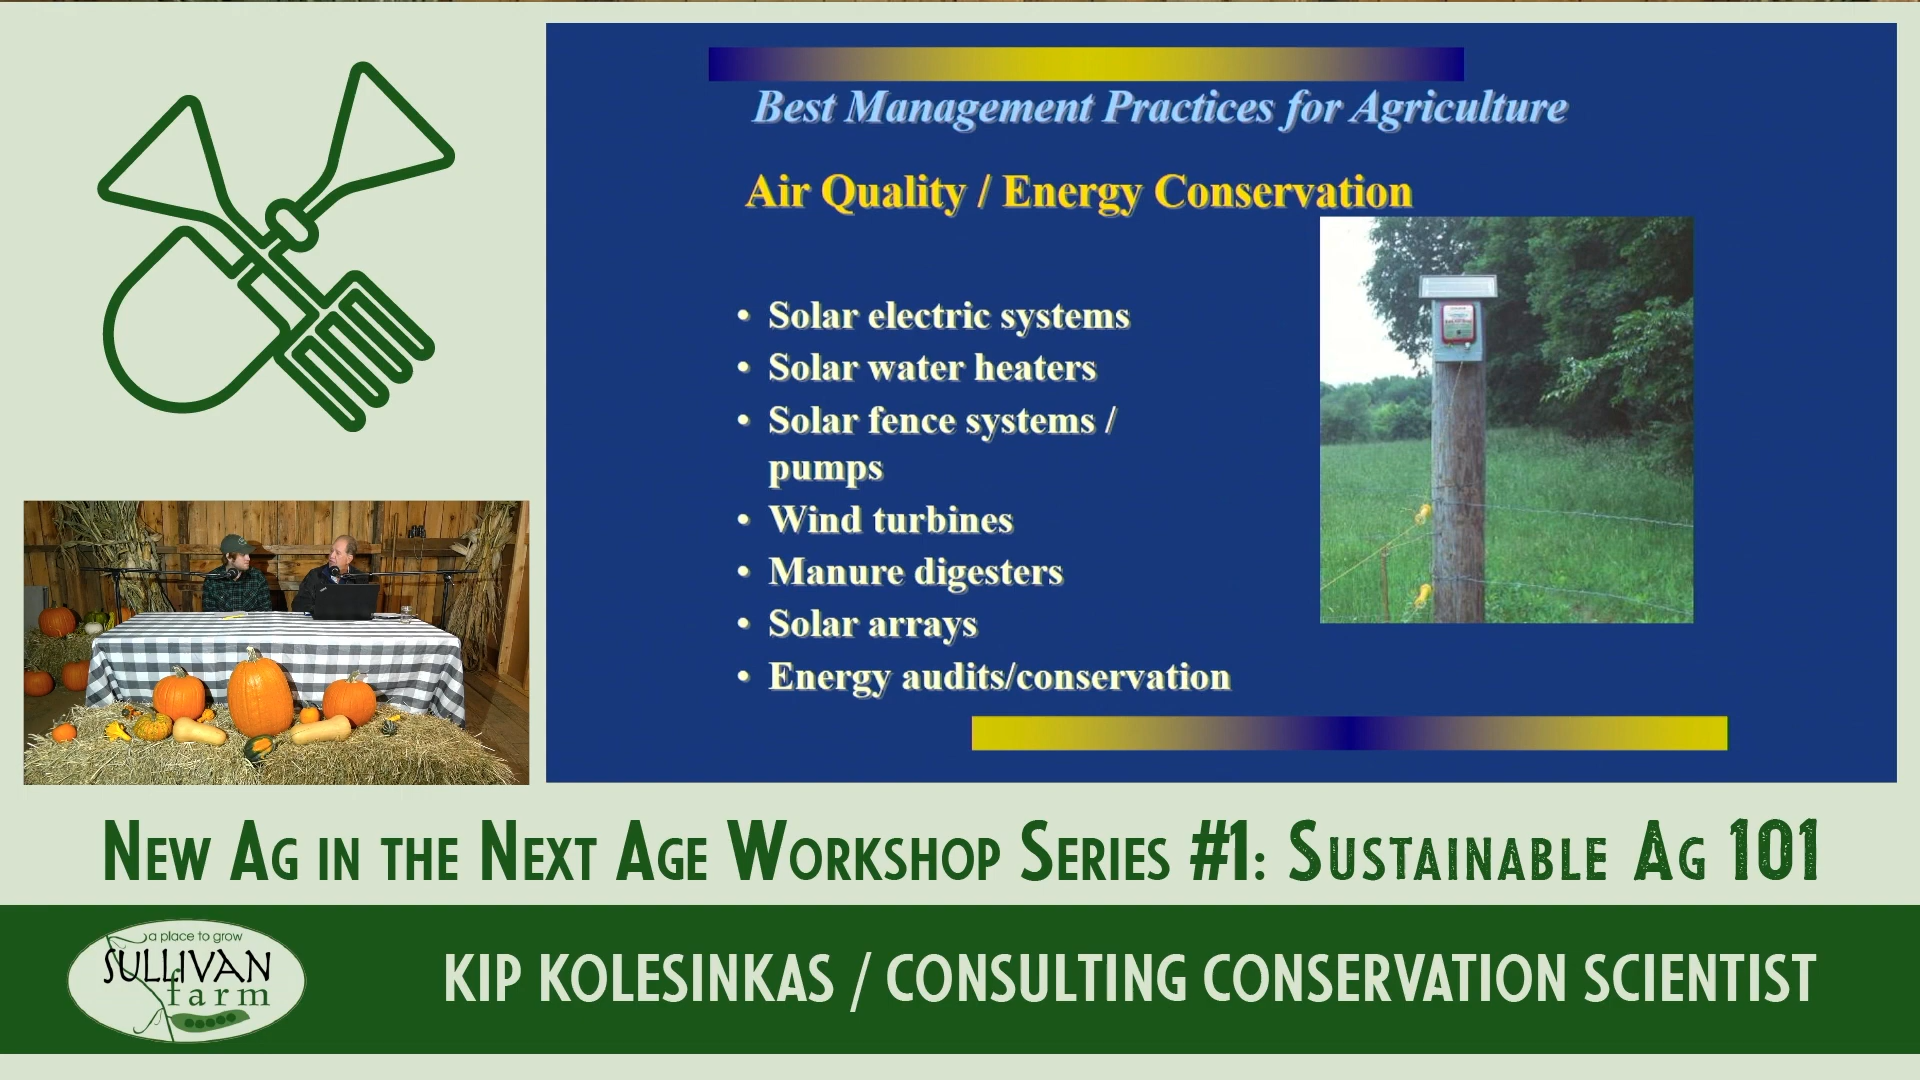 Best Management Practices for Agriculture
Air Quality / Energy Conservation
• Solar electric systems
• Solar water heaters
• Solar fence systems /
pumps
• Wind turbines
• Manure digesters
• Solar arrays
• Energy audits/conservation
New Ag in the Next Age Workshop Series #1: Sustainable Ag 101
a place to grow
SULLIVAN
farm
KIP KOLESINKAS / CONSULTING CONSERVATION SCIENTIST